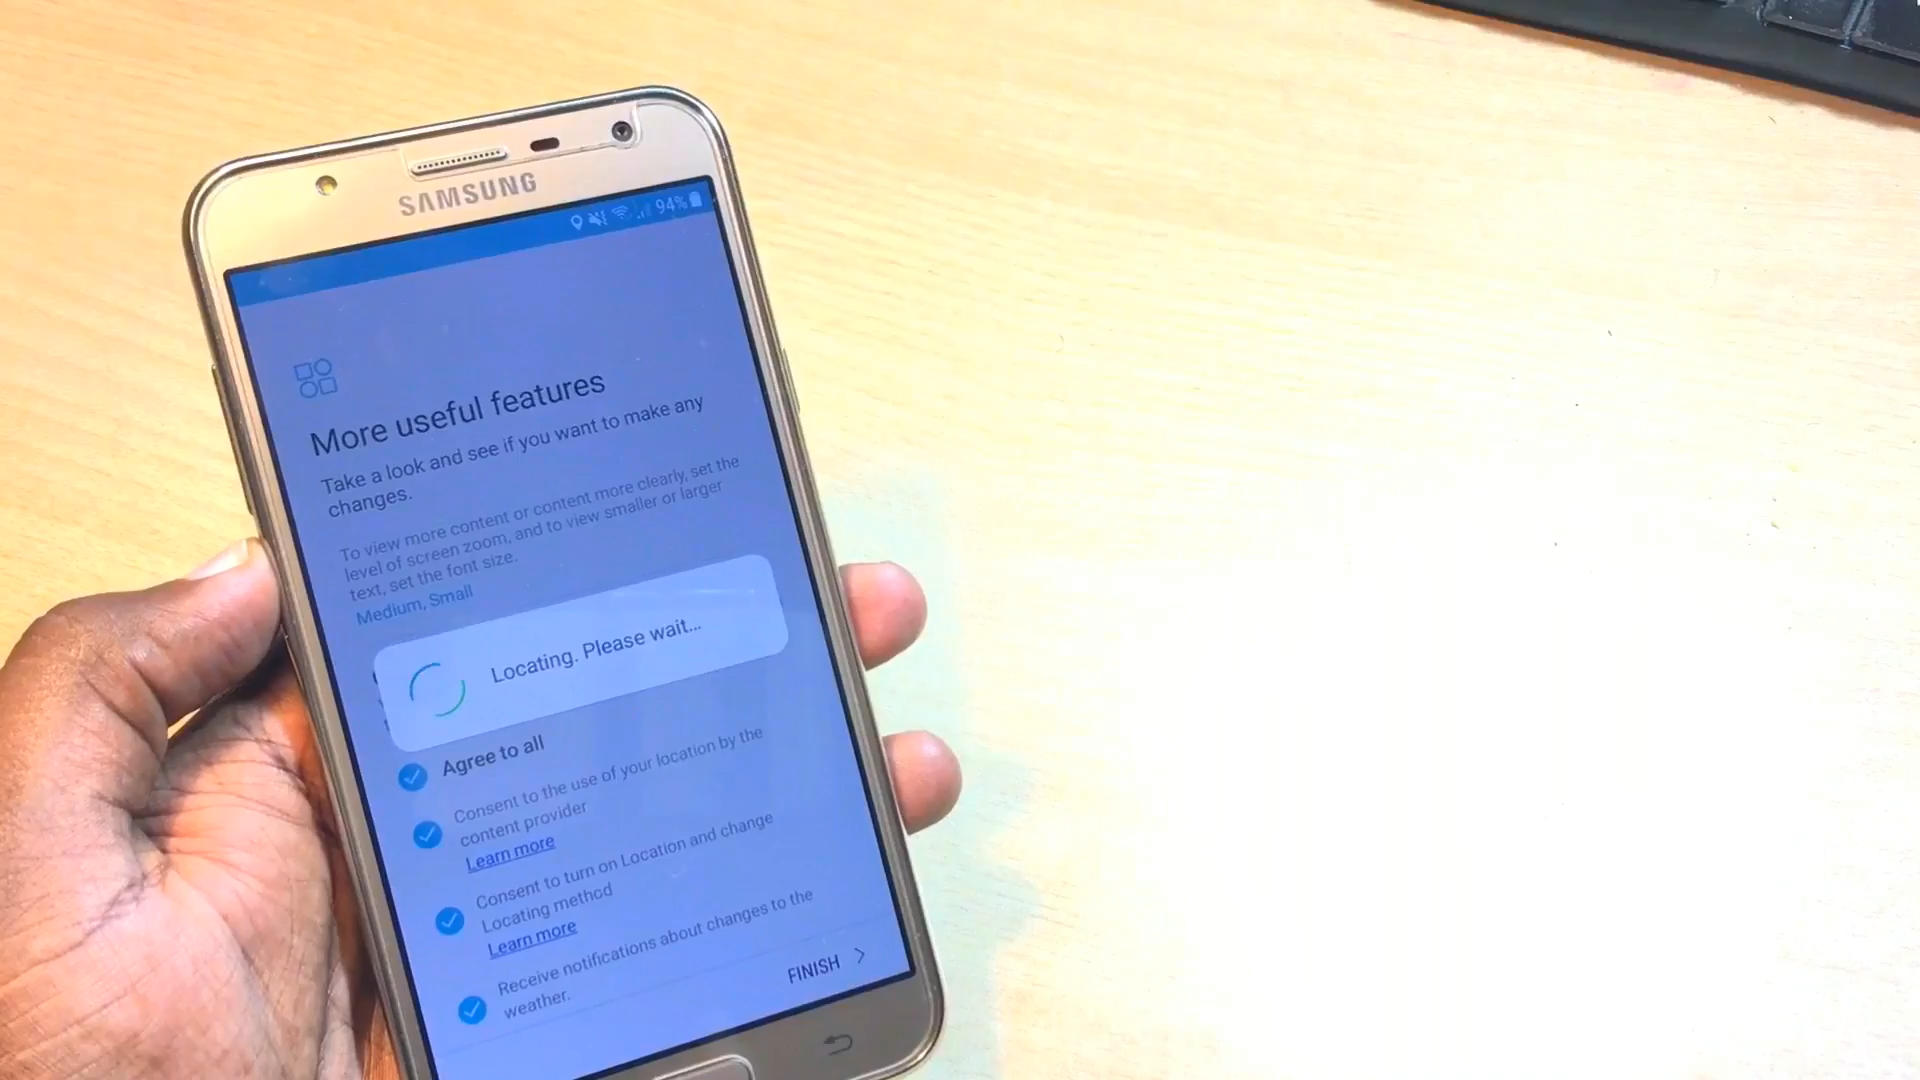 SAMSUNG
94%
More useful features
Take a look and see if you want to make any
changes.
To view more content or content more clearly, set the
level of screen zoom, and to view smaller or larger
text, set the font size.
Medium, Small
Locating. Please wait...
Agree to all
Consent to the use of your location by the
content provider
Learn more
Consent to turn on Location and change
Locating method
Learn more
Receive notifications about changes to the
weather.
FINISH